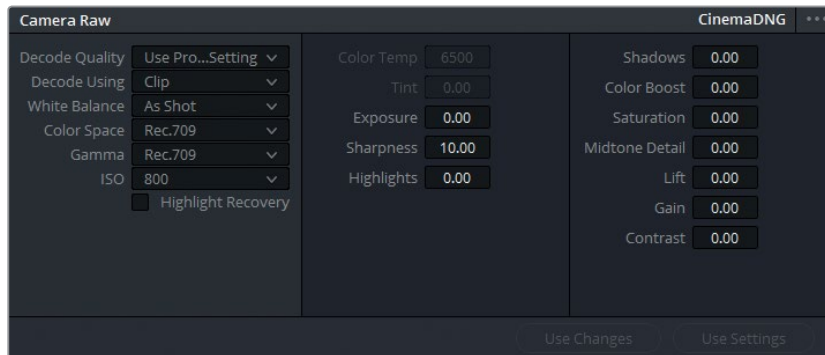 Camera Raw
CinemaDNG
Decode Quality Use Pro...Setting
Decode Using Clip
White Balance As Shot
Color Space Rec.709
Gamma Rec.709
ISO 800
Highlight Recovery
Color Temp 6500
Tint 0.00
Exposure 0.00
Sharpness 10.00
Highlights 0.00
Shadows 0.00
Color Boost 0.00
Saturation 0.00
Midtone Detail 0.00
Lift 0.00
Gain 0.00
Contrast 0.00
Use Changes
Use Settings